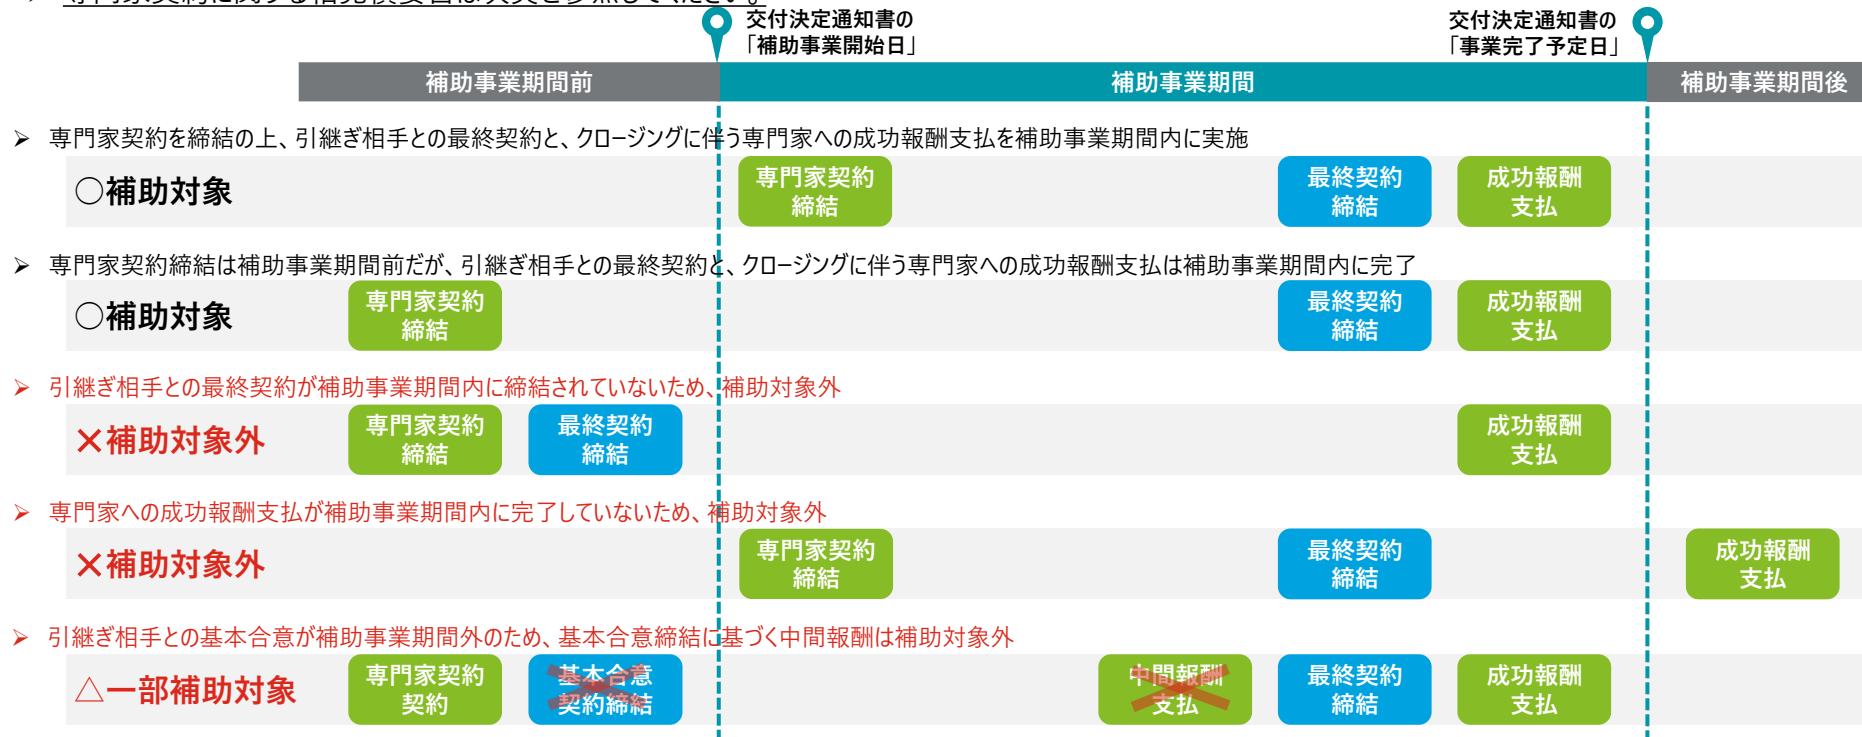 交付決定通知書の
「補助事業開始日」
交付決定通知書の
「事業完了予定日」
補助事業期間前
補助事業期間
補助事業期間後
➢ 専門家契約を締結の上、引継ぎ相手との最終契約と、クロージングに伴う専門家への成功報酬支払を補助事業期間内に実施
○補助対象
専門家契約
締結
最終契約
締結
成功報酬
支払
➢ 専門家契約締結は補助事業期間前だが、引継ぎ相手との最終契約と、クロージングに伴う専門家への成功報酬支払は補助事業期間内に完了
○補助対象
専門家契約
締結
最終契約
締結
成功報酬
支払
➢ 引継ぎ相手との最終契約が補助事業期間内に締結されていないため、補助対象外
×補助対象外
専門家契約
締結
最終契約
締結
成功報酬
支払
➢ 専門家への成功報酬支払が補助事業期間内に完了していないため、補助対象外
×補助対象外
専門家契約
締結
最終契約
締結
成功報酬
支払
➢ 引継ぎ相手との基本合意が補助事業期間外のため、基本合意締結に基づく中間報酬は補助対象外
△一部補助対象
専門家契約
契約
基本合意
契約締結
中間報酬
支払
最終契約
締結
成功報酬
支払